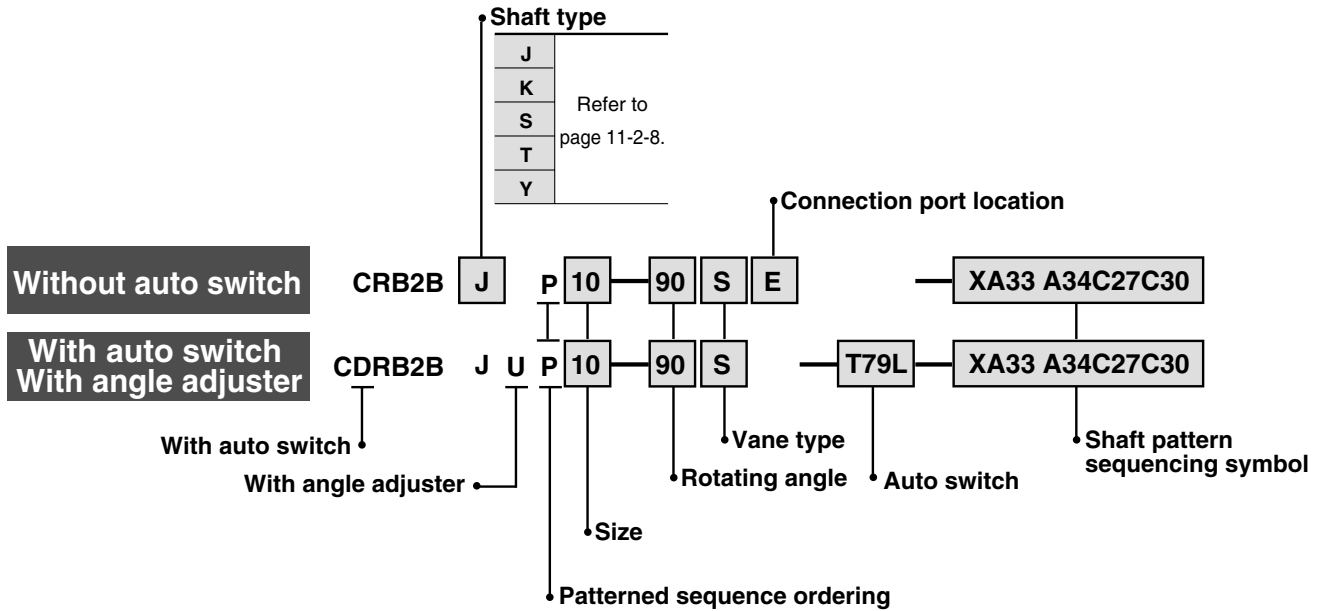 Shaft type
J
K
S
T
Y
Refer to
page 11-2-8.
Connection port location
Without auto switch CRB2B J P 10 — 90 S E — XA33 A34C27C30
With auto switch
With angle adjuster
CDRB2B J U P 10 — 90 S — T79L — XA33 A34C27C30
With auto switch
With angle adjuster
Vane type
Rotating angle
Auto switch
Shaft pattern
sequencing symbol
Size
Patterned sequence ordering